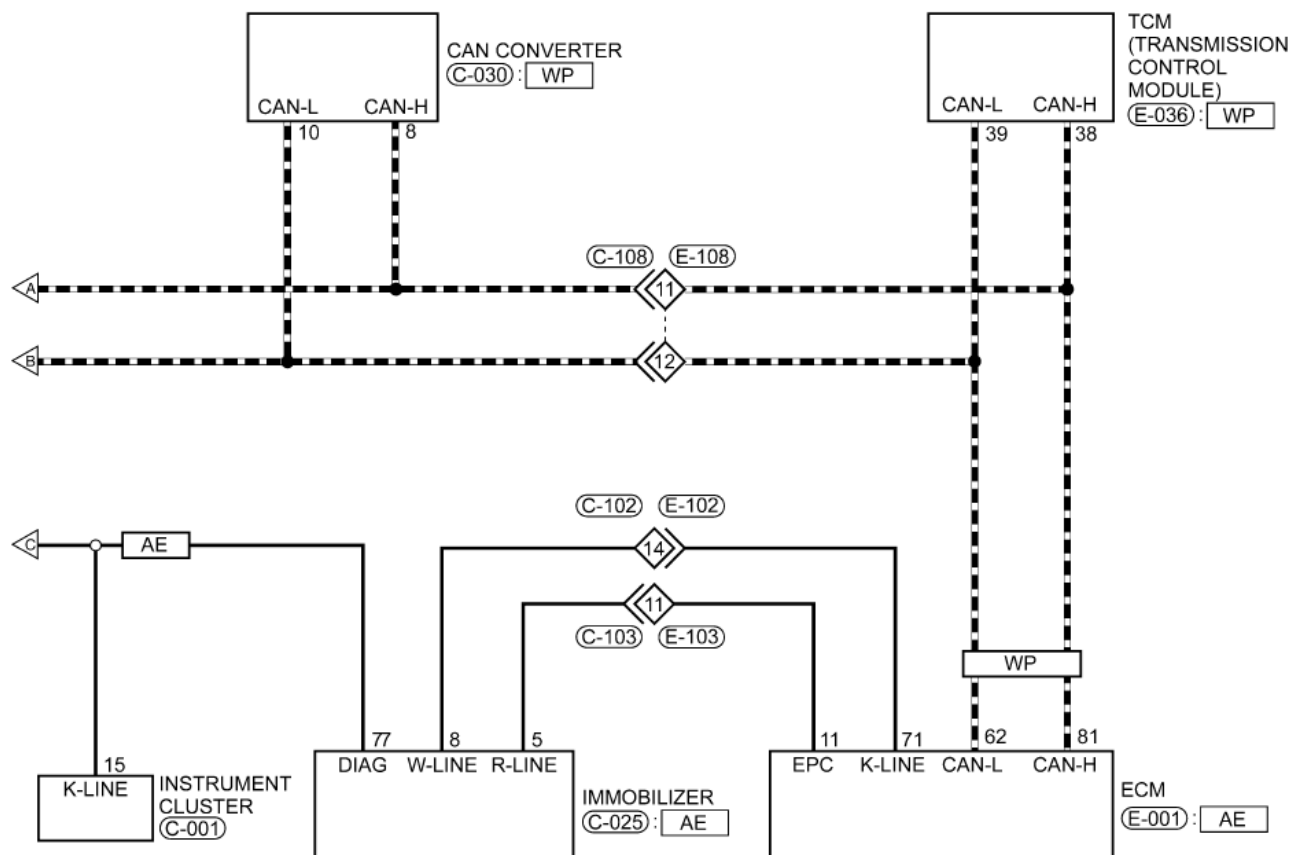 CAN CONVERTER
C-030 : WP
CAN-L CAN-H
10 8
TCM
(TRANSMISSION
CONTROL
MODULE)
E-036 : WP
CAN-L CAN-H
39 38
C-108 E-108
A
11
B
12
C-102 E-102
C
AE
14
11
C-103 E-103
WP
15
K-LINE
INSTRUMENT
CLUSTER
C-001
77 8 5
DIAG W-LINE R-LINE
IMMOBILIZER
C-025 : AE
11 71 62 81
EPC K-LINE CAN-L CAN-H
ECM
E-001 : AE